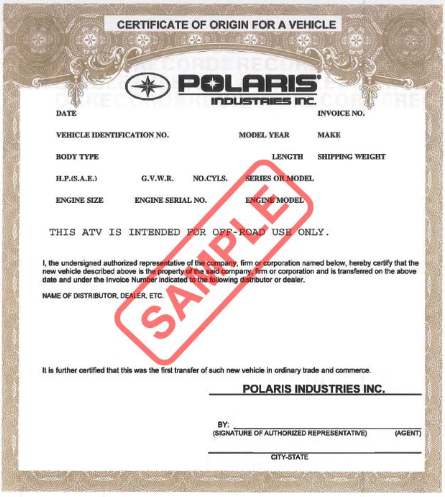 CERTIFICATE OF ORIGIN FOR A VEHICLE
POLARIS
INDUSTRIES INC.
DATE INVOICE NO.
VEHICLE IDENTIFICATION NO. MODEL YEAR MAKE
BODY TYPE LENGTH SHIPPING WEIGHT
H.P.(S.A.E.) G.V.W.R. NO.CYLS. SERIES OR MODEL
ENGINE SIZE ENGINE SERIAL NO. ENGINE MODEL
THIS ATV IS INTENDED FOR OFF-ROAD USE ONLY.
I, the undersigned authorized representative of the company, firm or corporation named below, hereby certify that the
new vehicle described above is the property of the said company, firm or corporation and is transferred on the above
date and under the Invoice Number indicated to the following distributor or dealer.
NAME OF DISTRIBUTOR, DEALER, ETC.
SAMPLE
It is further certified that this was the first transfer of such new vehicle in ordinary trade and commerce.
POLARIS INDUSTRIES INC.
BY:
(SIGNATURE OF AUTHORIZED REPRESENTATIVE) (AGENT)
CITY-STATE